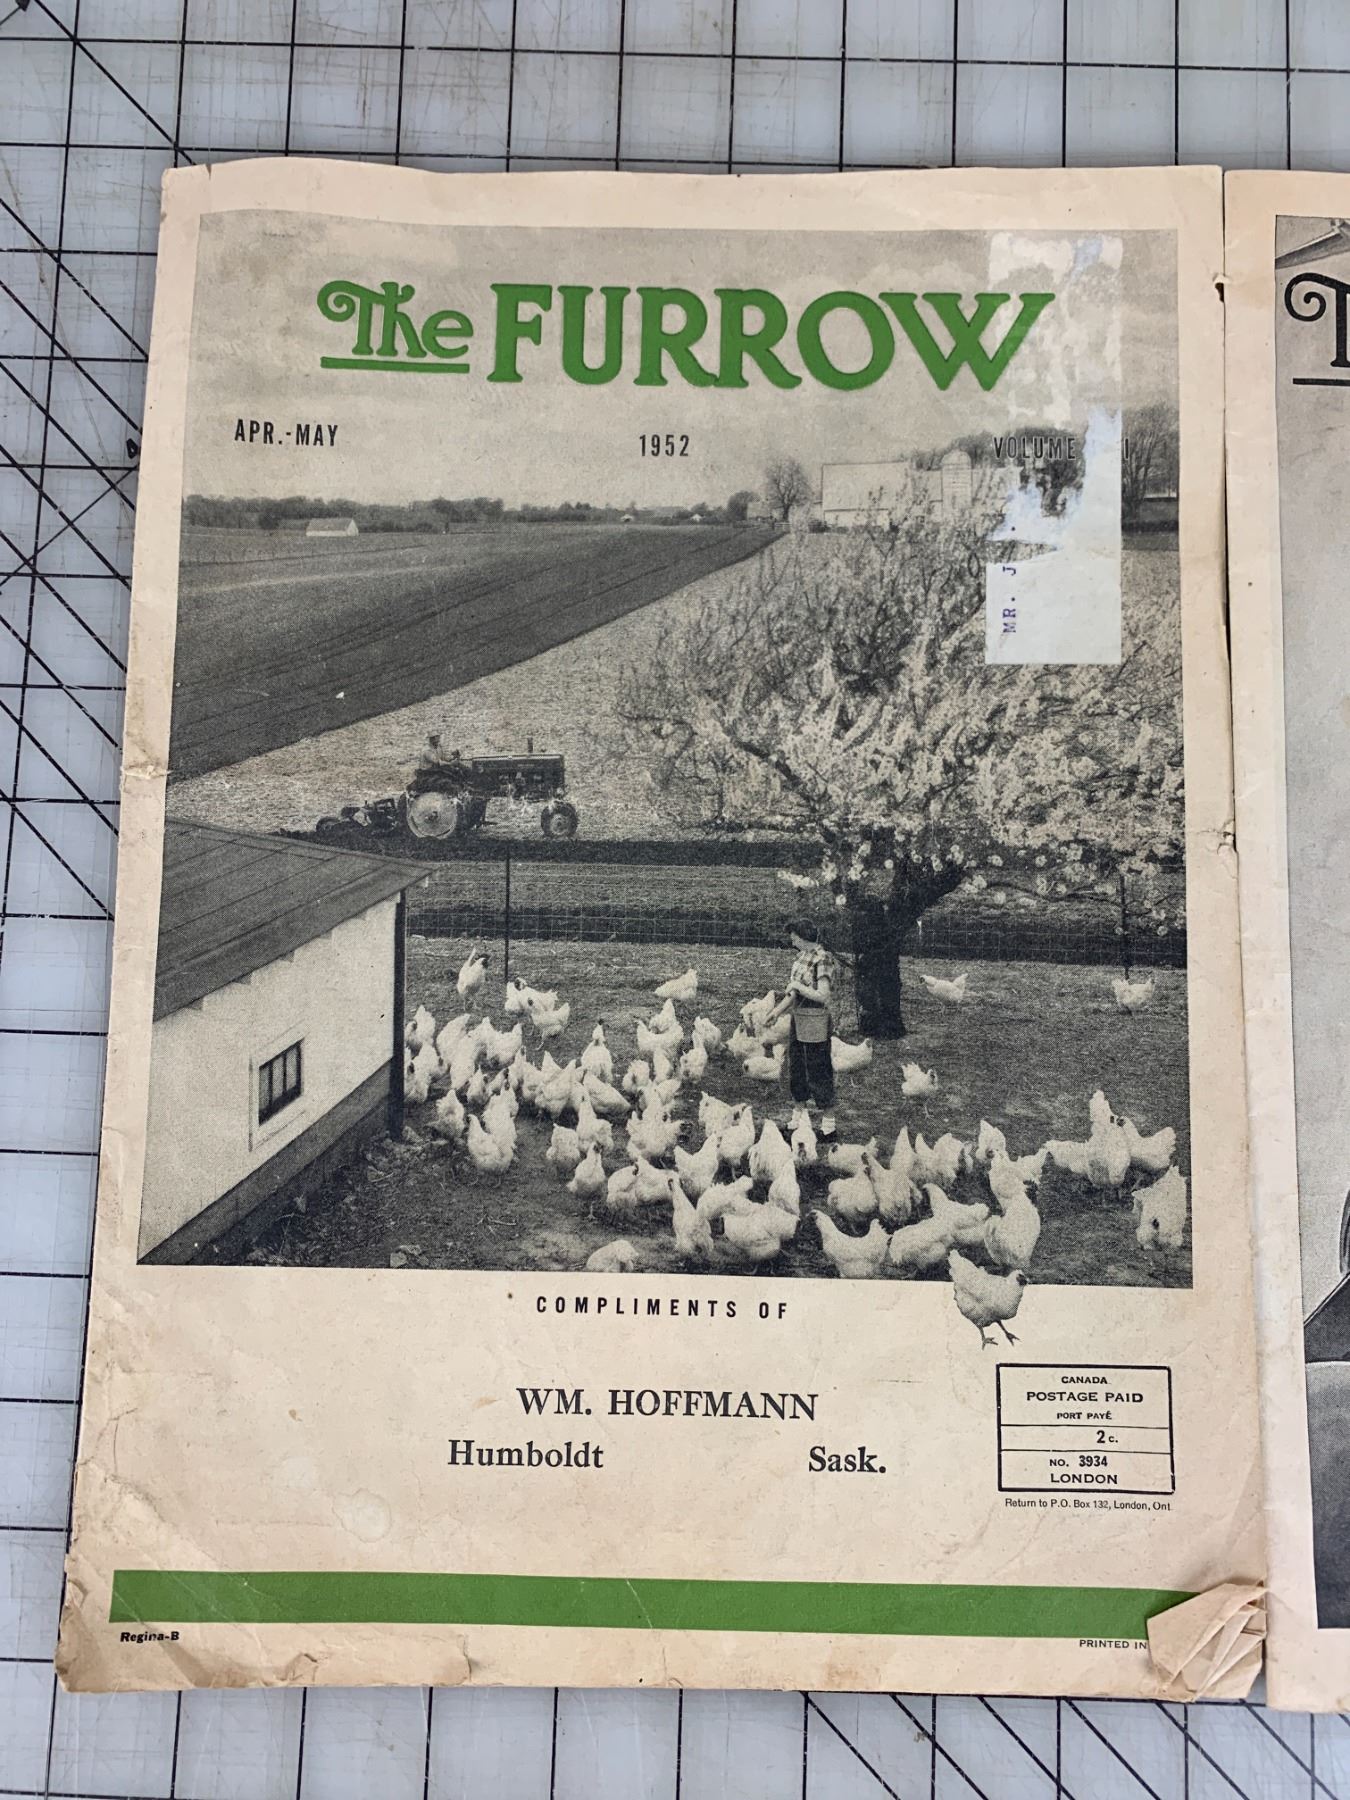 The FURROW
APR.-MAY 1952 VOLUME
MR. J
COMPLIMENTS OF
WM. HOFFMANN
Humboldt Sask.
CANADA
POSTAGE PAID
PORT PAYÉ
2 c.
NO. 3934
LONDON
Return to P.O. Box 132, London, Ont
Regina-B
PRINTED IN